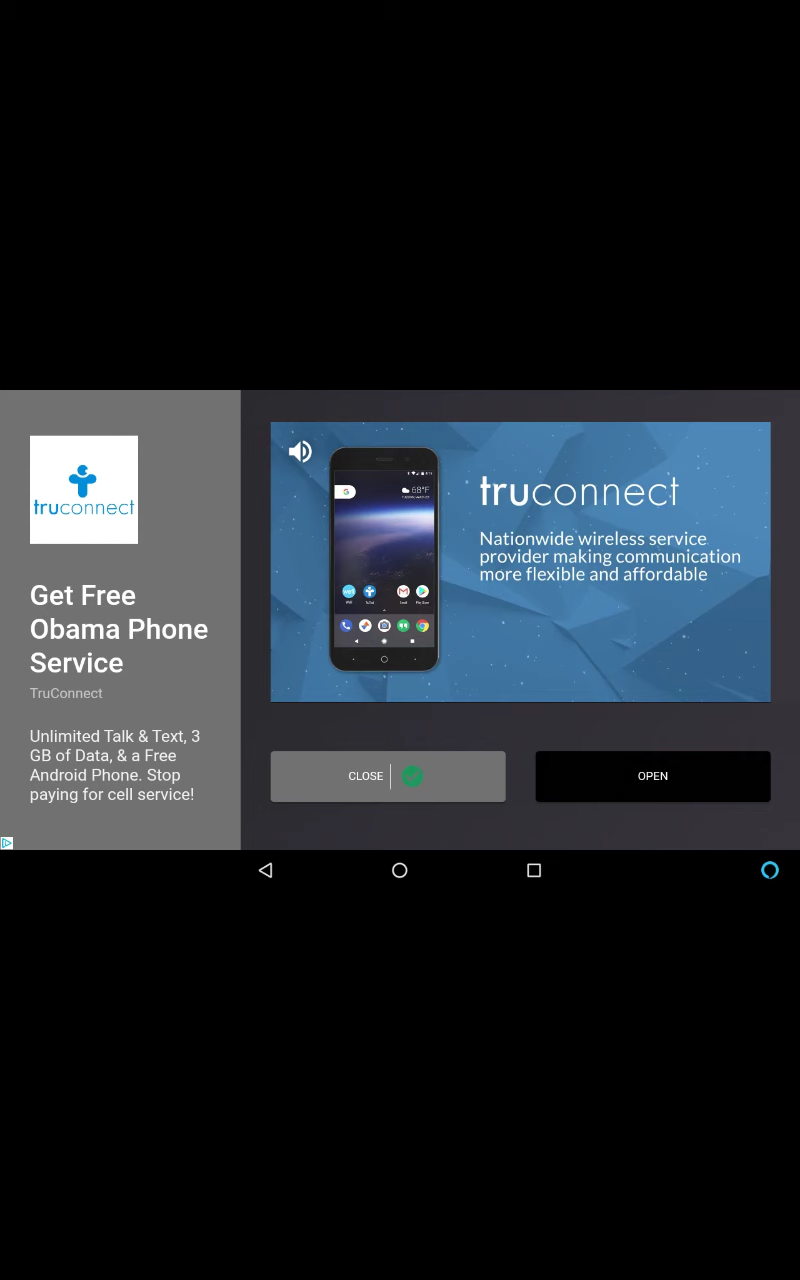 truconnect
Get Free
Obama Phone
Service
TruConnect
Unlimited Talk & Text, 3
GB of Data, & a Free
Android Phone. Stop
paying for cell service!
68°F
truconnect
Nationwide wireless service
provider making communication
more flexible and affordable
CLOSE
OPEN